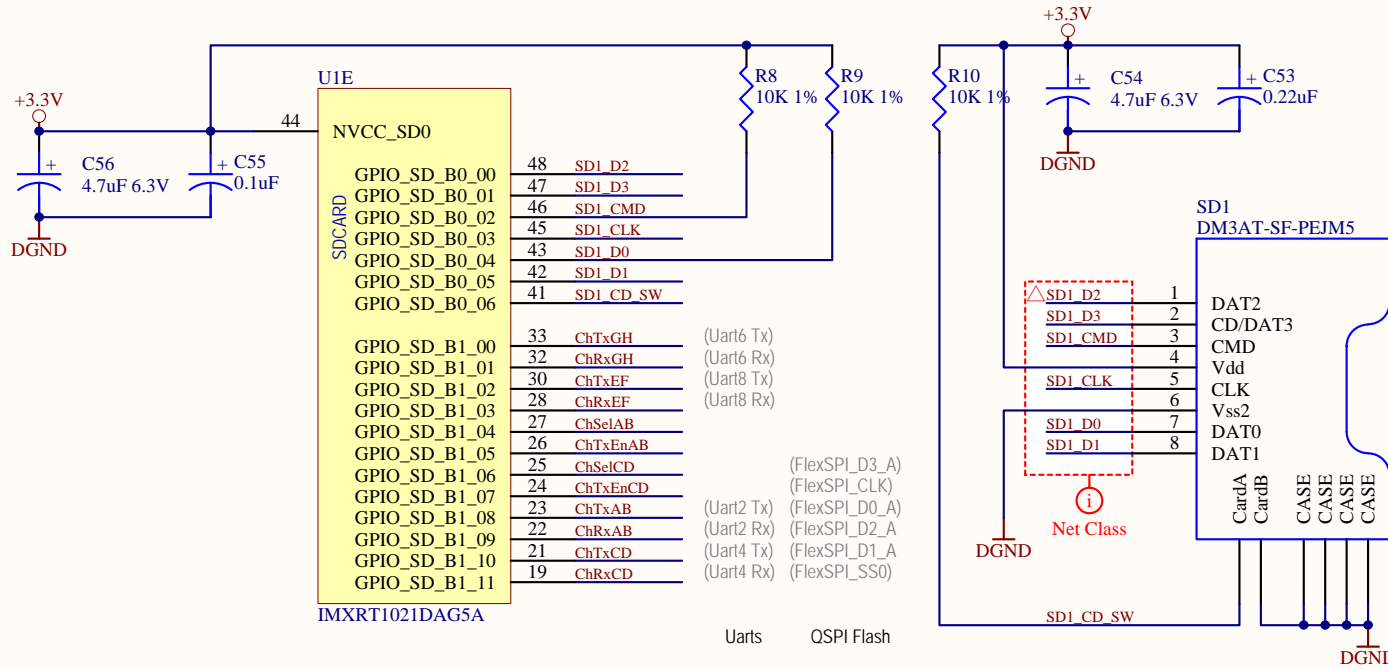 +3.3V
U1E
R8
10K 1%
R9
10K 1%
R10
10K 1%
C54
4.7uF 6.3V
C53
0.22uF
+3.3V
44
NVCC_SD0
C56
4.7uF 6.3V
C55
0.1uF
DGND
DGND
SDCARD
GPIO_SD_B0_00 48 SD1_D2
GPIO_SD_B0_01 47 SD1_D3
GPIO_SD_B0_02 46 SD1_CMD
GPIO_SD_B0_03 45 SD1_CLK
GPIO_SD_B0_04 43 SD1_D0
GPIO_SD_B0_05 42 SD1_D1
GPIO_SD_B0_06 41 SD1_CD_SW
GPIO_SD_B1_00 33 ChTxGH (Uart6 Tx)
GPIO_SD_B1_01 32 ChRxGH (Uart6 Rx)
GPIO_SD_B1_02 30 ChTxEF (Uart8 Tx)
GPIO_SD_B1_03 28 ChRxEF (Uart8 Rx)
GPIO_SD_B1_04 27 ChSelAB
GPIO_SD_B1_05 26 ChTxEnAB
GPIO_SD_B1_06 25 ChSelCD (FlexSPI_D3_A)
GPIO_SD_B1_07 24 ChTxEnCD (FlexSPI_CLK)
GPIO_SD_B1_08 23 ChTxAB (Uart2 Tx) (FlexSPI_D0_A)
GPIO_SD_B1_09 22 ChRxAB (Uart2 Rx) (FlexSPI_D2_A
GPIO_SD_B1_10 21 ChTxCD (Uart4 Tx) (FlexSPI_D1_A
GPIO_SD_B1_11 19 ChRxCD (Uart4 Rx) (FlexSPI_SS0)
IMXRT1021DAG5A
Uarts QSPI Flash
SD1
DM3AT-SF-PEJM5
SD1_D2 1 DAT2
SD1_D3 2 CD/DAT3
SD1_CMD 3 CMD
4 Vdd
SD1_CLK 5 CLK
6 Vss2
SD1_D0 7 DAT0
SD1_D1 8 DAT1
i
Net Class
DGND
CardA
CardB
CASE
CASE
CASE
CASE
SD1_CD_SW
DGND